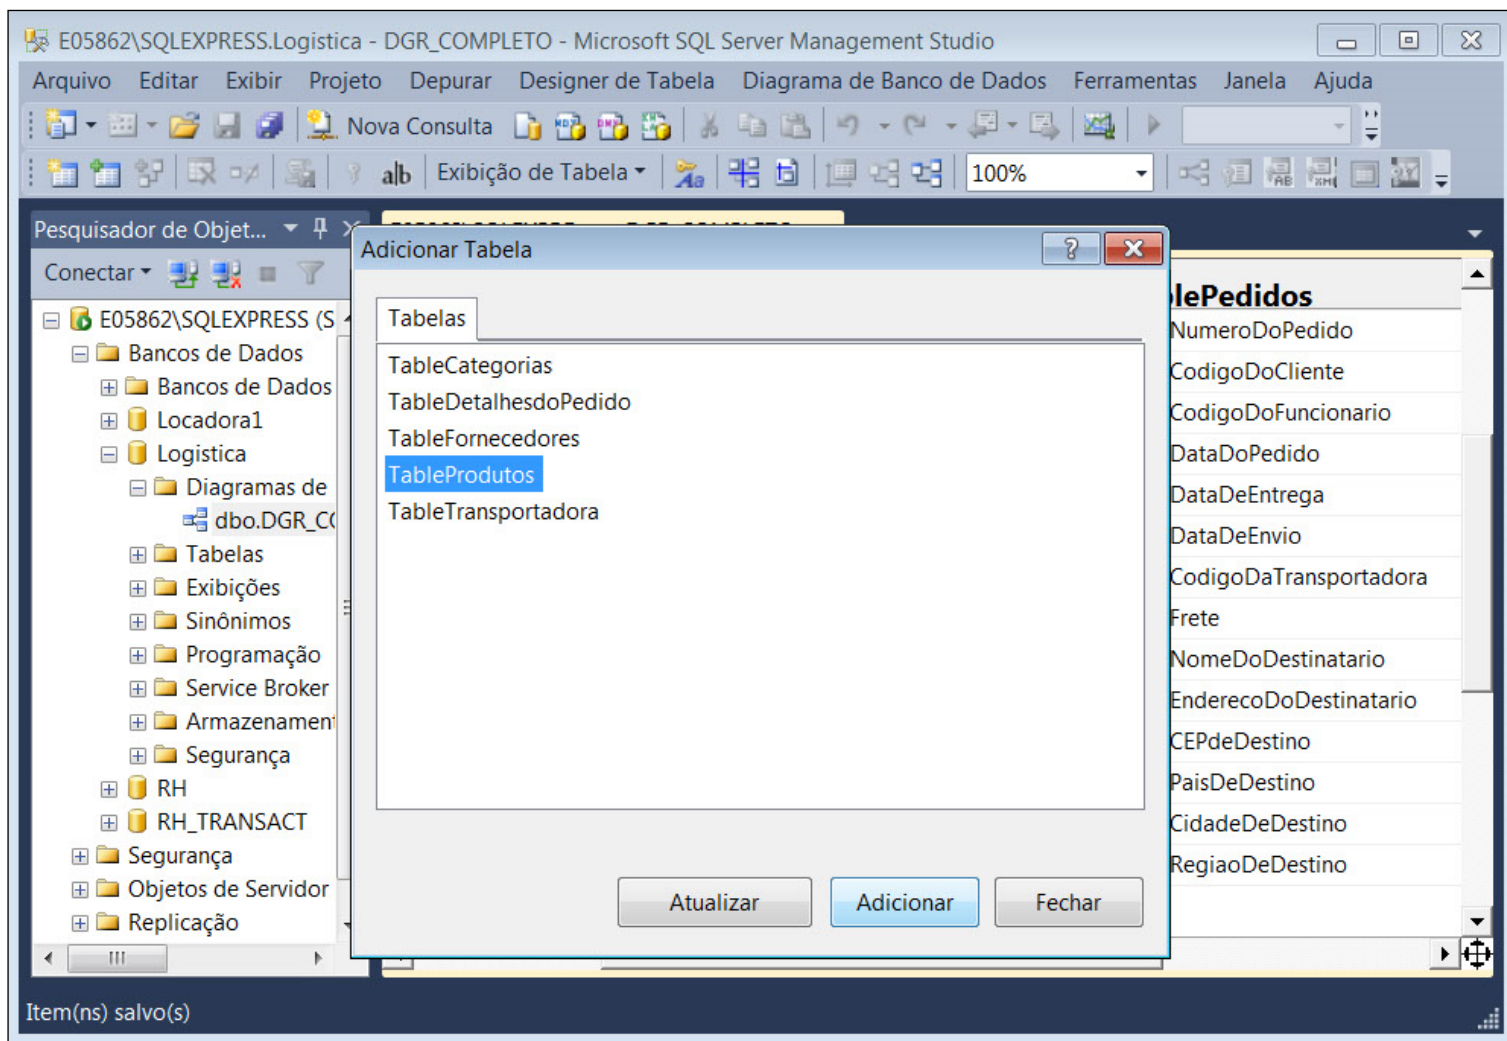 E05862\SQLEXPRESS.Logistica - DGR_COMPLETO - Microsoft SQL Server Management Studio
Arquivo Editar Exibir Projeto Depurar Designer de Tabela Diagrama de Banco de Dados Ferramentas Janela Ajuda
Nova Consulta
Exibição de Tabela 100%
Pesquisador de Objet...
Conectar
E05862\SQLEXPRESS (S
Bancos de Dados
Bancos de Dados
Locadora1
Logistica
Diagramas de
dbo.DGR_C
Tabelas
Exibições
Sinônimos
Programação
Service Broker
Armazenament
Segurança
RH
RH_TRANSACT
Segurança
Objetos de Servidor
Replicação
Adicionar Tabela
Tabelas
TableCategorias
TableDetalhesdoPedido
TableFornecedores
TableProdutos
TableTransportadora
Atualizar Adicionar Fechar
lePedidos
NumeroDoPedido
CodigoDoCliente
CodigoDoFuncionario
DataDoPedido
DataDeEntrega
DataDeEnvio
CodigoDaTransportadora
Frete
NomeDoDestinatario
EnderecoDoDestinatario
CEPdeDestino
PaisDeDestino
CidadeDeDestino
RegiaoDeDestino
Item(ns) salvo(s)